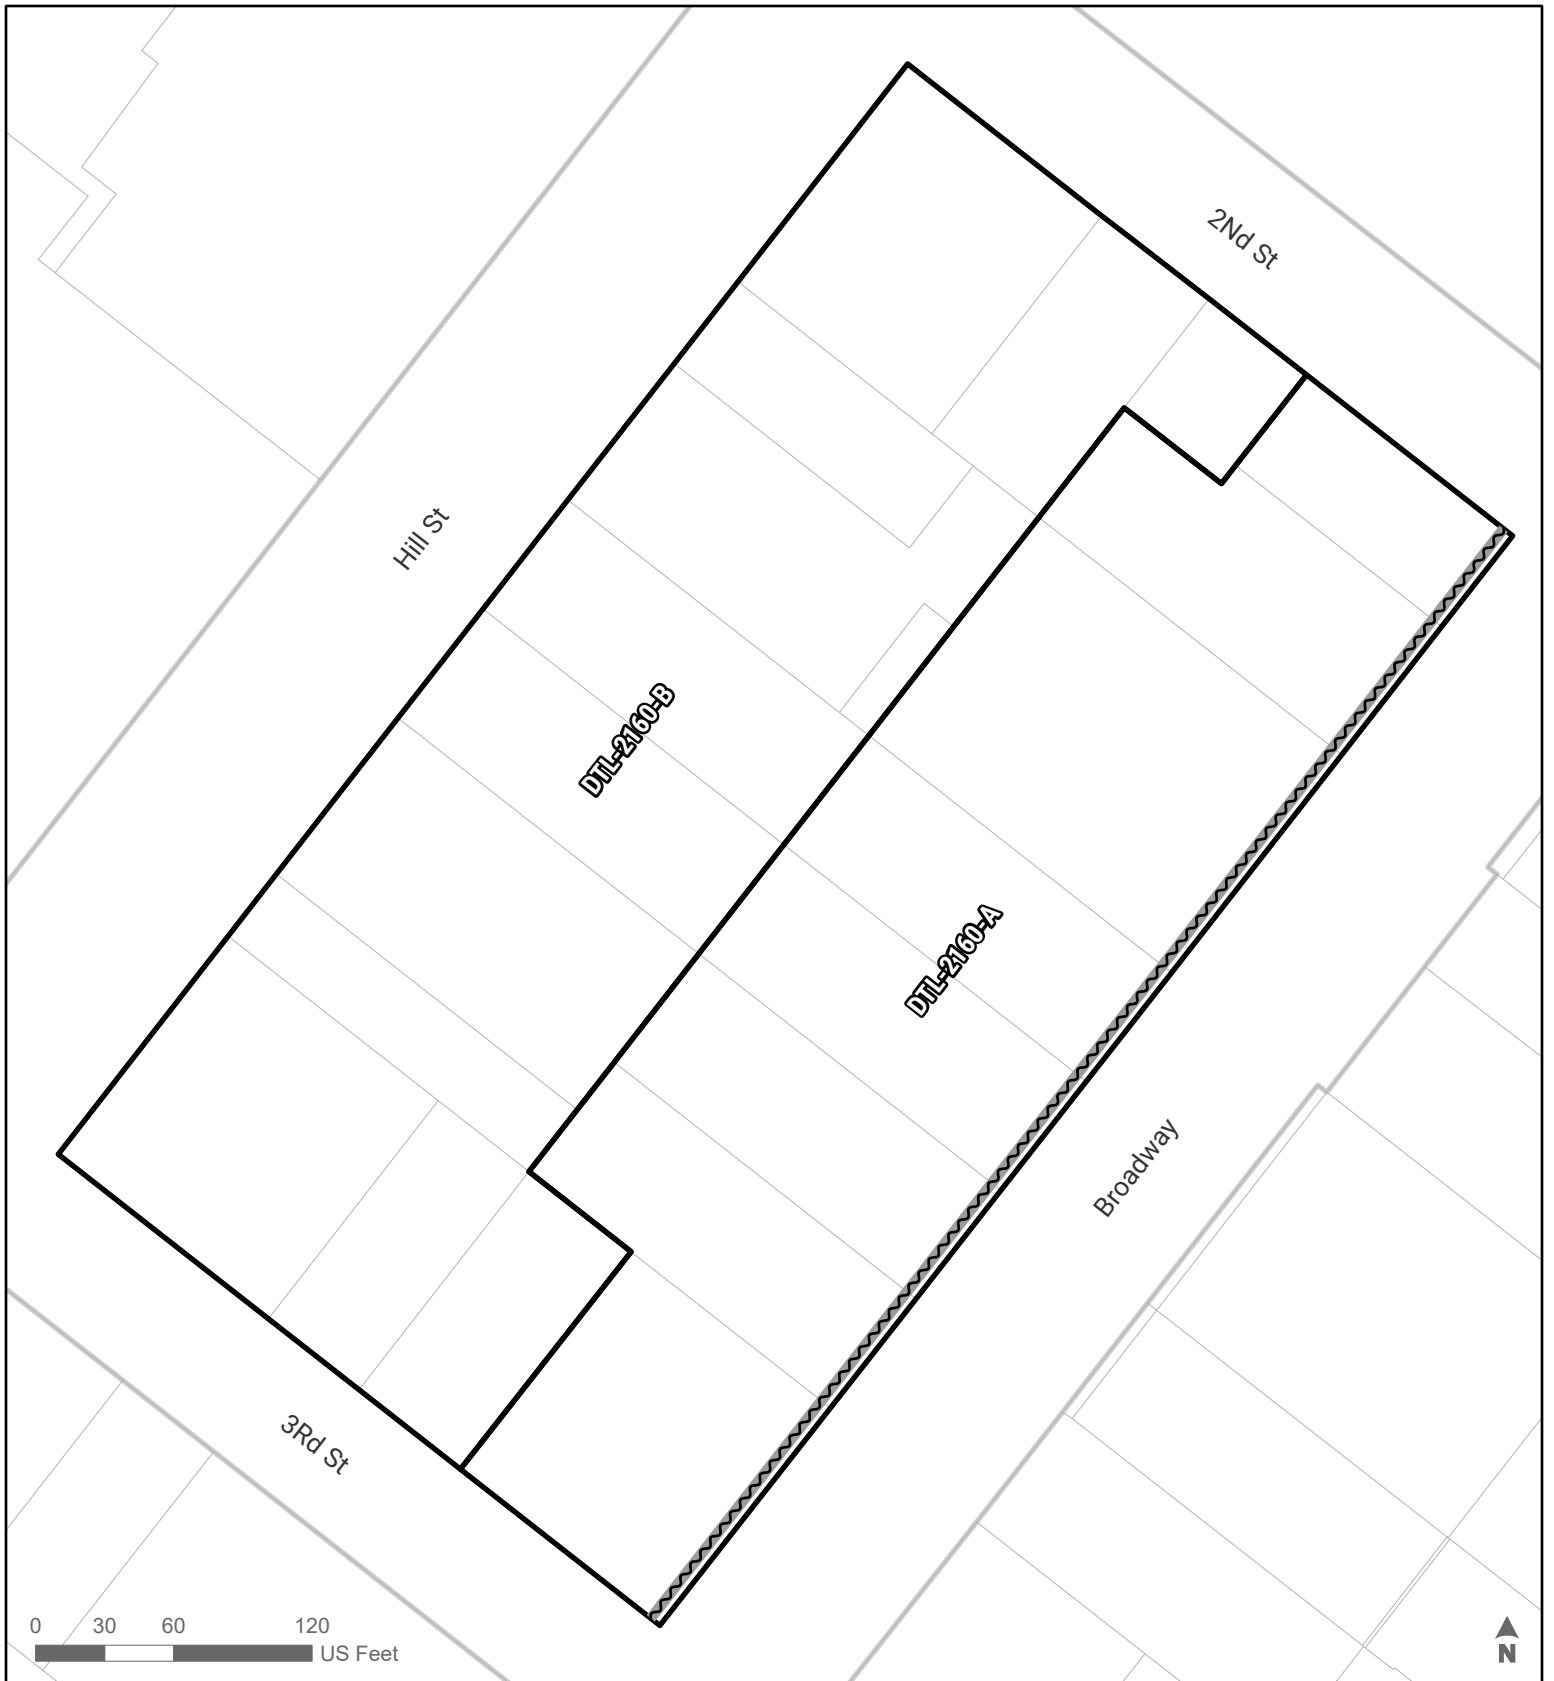 2Nd St
Hill St
DTL-2160-B
DTL-2160-A
Broadway
3Rd St
0 30 60 120
US Feet
N